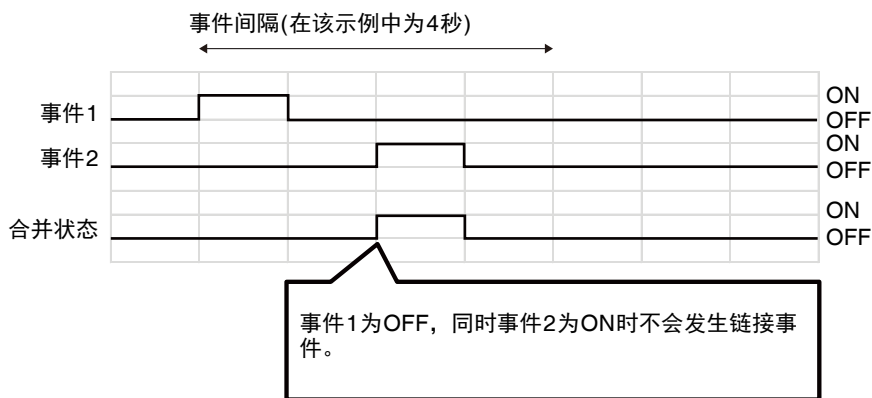 事件间隔(在该示例中为4秒)
事件1
ON
OFF
事件2
ON
OFF
合并状态
ON
OFF
事件1为OFF，同时事件2为ON时不会发生链接事
件。